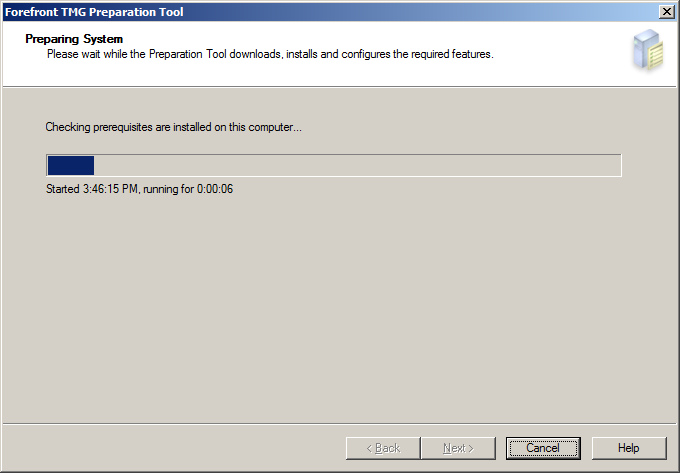 Forefront TMG Preparation Tool
Preparing System
Please wait while the Preparation Tool downloads, installs and configures the required features.
Checking prerequisites are installed on this computer...
Started 3:46:15 PM, running for 0:00:06
< Back
Next >
Cancel
Help